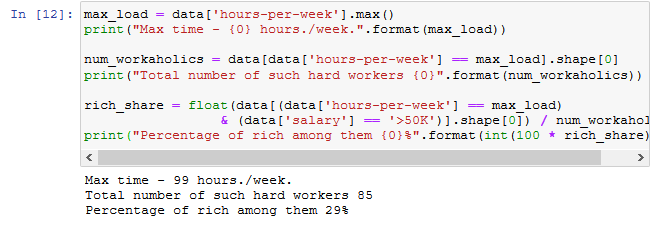 In [12]: max_load = data['hours-per-week'].max()
print("Max time - {0} hours./week.".format(max_load))
num_workaholics = data[data['hours-per-week'] == max_load].shape[0]
print("Total number of such hard workers {0}".format(num_workaholics))
rich_share = float(data[(data['hours-per-week'] == max_load)
& (data['salary'] == '>50K')].shape[0]) / num_workahol
print("Percentage of rich among them {0}%".format(int(100 * rich_share)
Max time - 99 hours./week.
Total number of such hard workers 85
Percentage of rich among them 29%